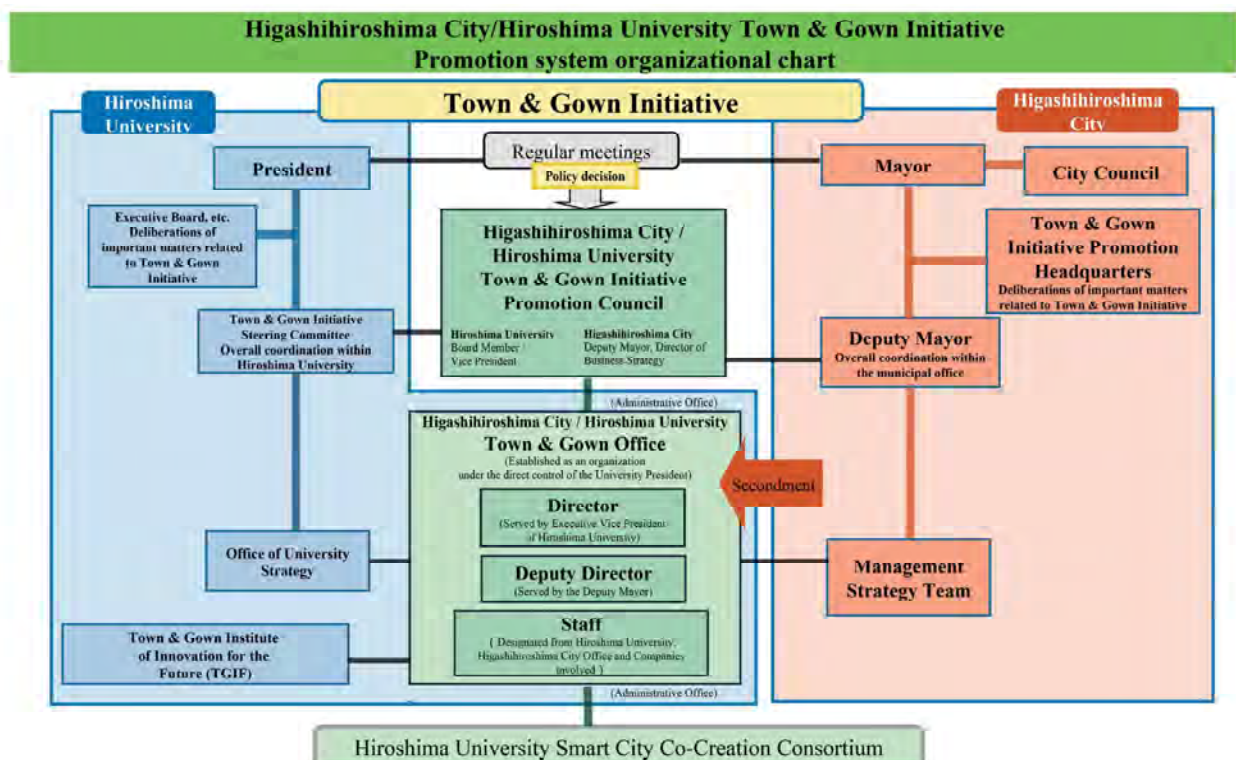 Higashihiroshima City/Hiroshima University Town & Gown Initiative
Promotion system organizational chart
Hiroshima
University
Town & Gown Initiative
Higashihiroshima
City
President
Regular meetings
Policy decision
Mayor
City Council
Executive Board, etc.
Deliberations of
important matters related
to Town & Gown
Initiative
Higashihiroshima City /
Hiroshima University
Town & Gown Initiative
Promotion Council
Hiroshima University
Board Member /
Vice President
Higashihiroshima City
Deputy Mayor, Director of
Business-Strategy
Town & Gown
Initiative Promotion
Headquarters
Deliberations of important matters
related to Town & Gown Initiative
Town & Gown Initiative
Steering Committee
Overall coordination within
Hiroshima University
Deputy Mayor
Overall coordination within
the municipal office
(Administrative Office)
Higashihiroshima City / Hiroshima University
Town & Gown Office
(Established as an organization
under the direct control of the University President)
Secondment
Director
(Served by Executive Vice President
of Hiroshima University)
Office of University
Strategy
Deputy Director
(Served by the Deputy Mayor)
Management
Strategy Team
Staff
( Designated from Hiroshima University,
Higashihiroshima City Office and Companies
involved )
Town & Gown Institute
of Innovation for the
Future (TGIF)
(Administrative Office)
Hiroshima University Smart City Co-Creation Consortium